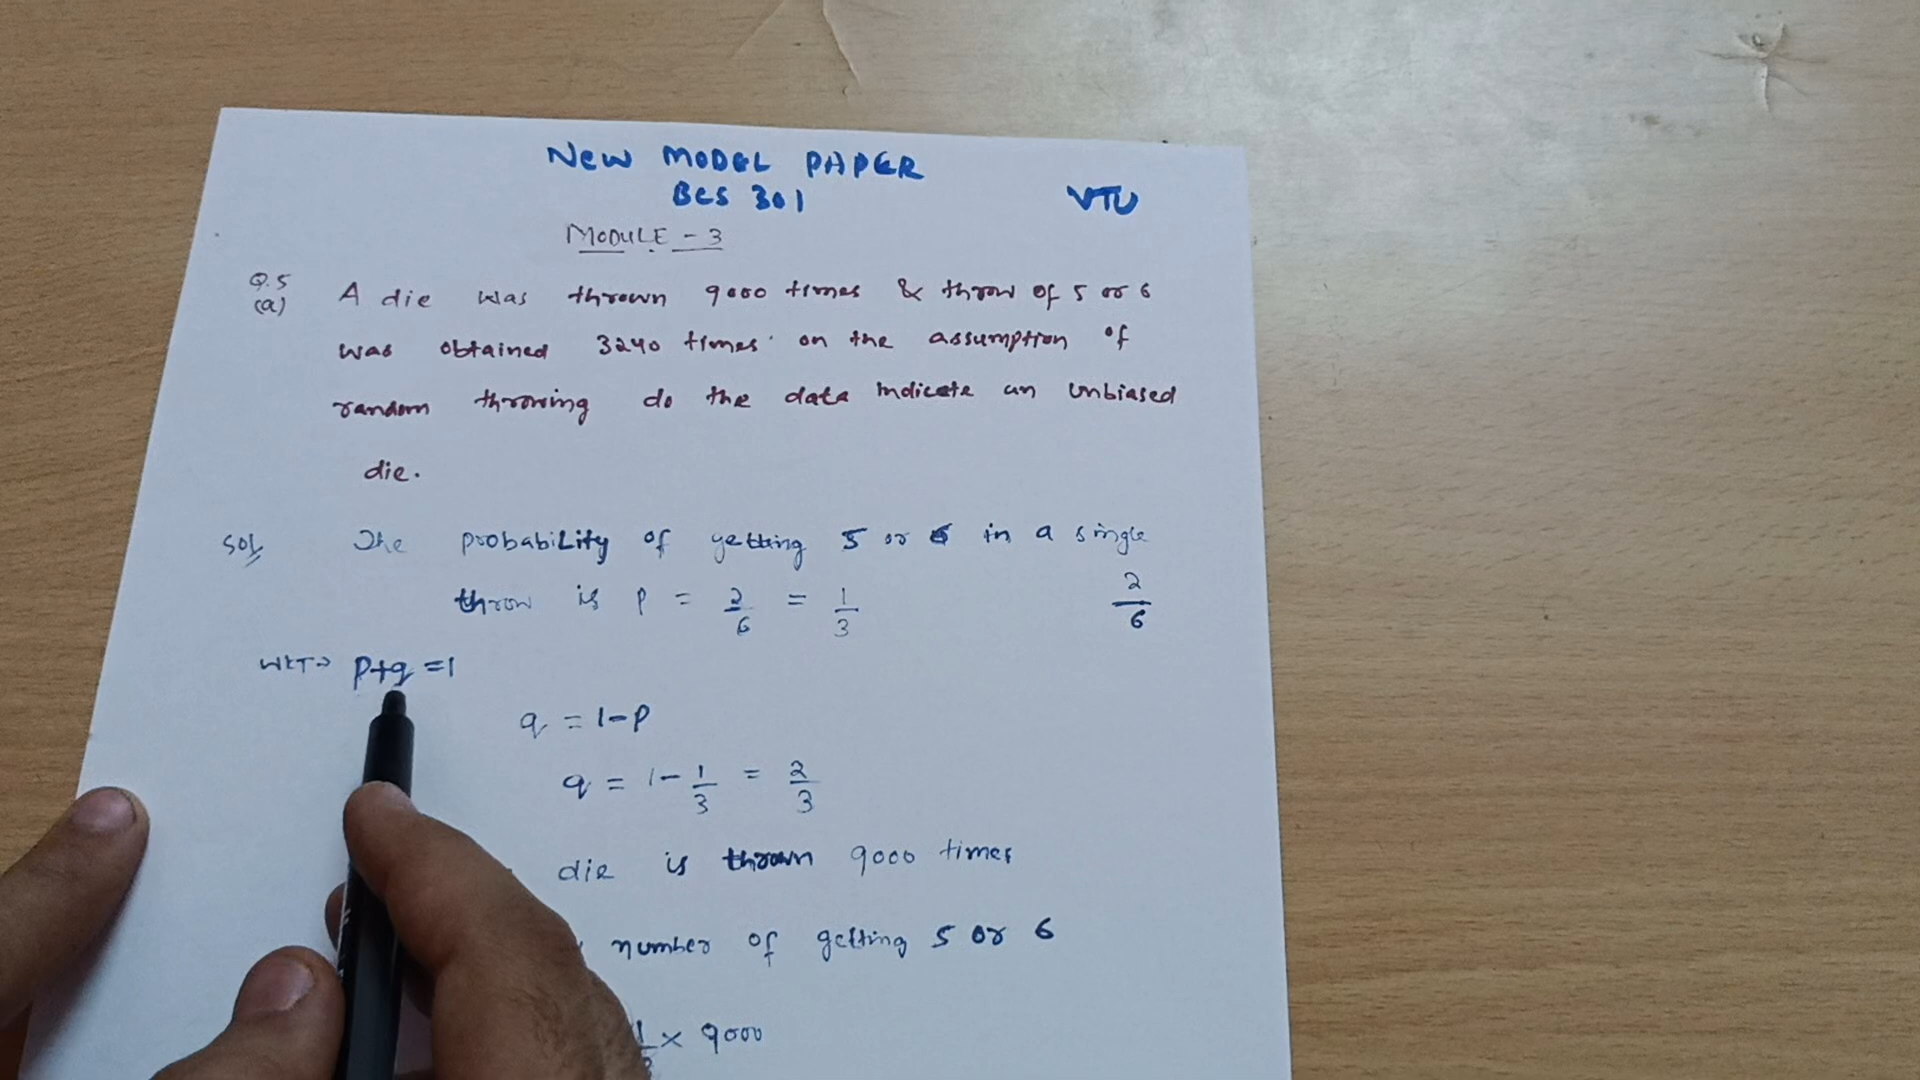 NEW MODEL PAPER
BCS 301
VTU
MODULE - 3
Q.5
(a) A die was thrown 9000 times & throw of 5 or 6
was obtained 3240 times on the assumption of
random throwing do the data indicate an unbiased
die.
Sol The probability of getting 5 or 6 in a single
throw is P = 2/6 = 1/3
2/6
WKT→ P+q = 1
q = 1-P
q = 1 - 1/3 = 2/3
die is thrown 9000 times
number of getting 5 or 6
× 9000